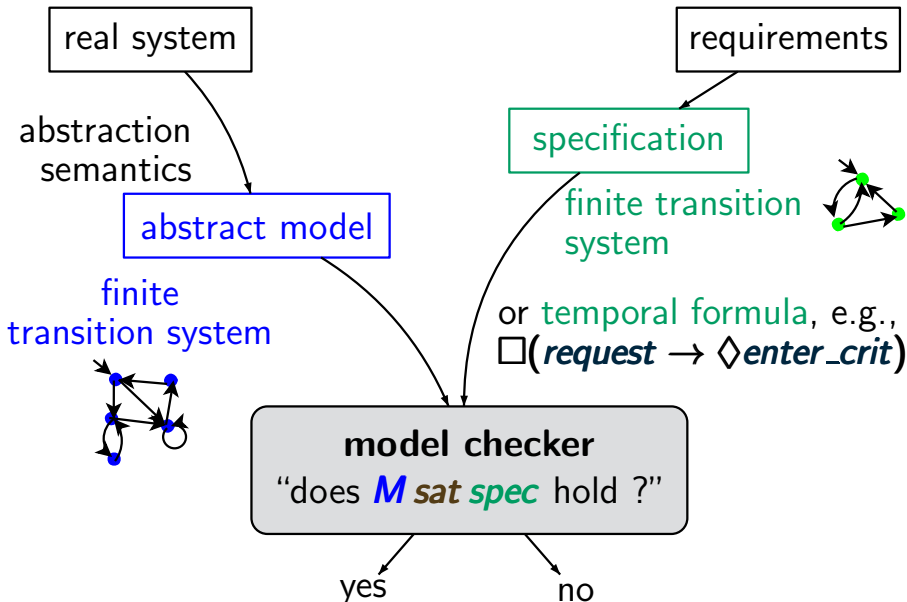 real system
requirements
abstraction
semantics
specification
abstract model
finite transition
system
finite
transition system
or temporal formula, e.g.,
□(request → ◊enter_crit)
model checker
“does M sat spec hold ?”
yes
no